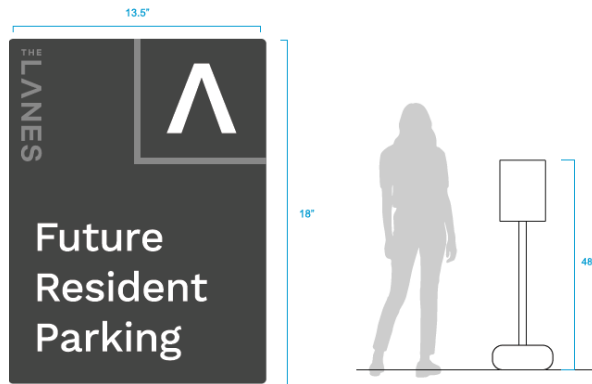 13.5"
THE
LANES
Λ
Future
Resident
Parking
18"
48